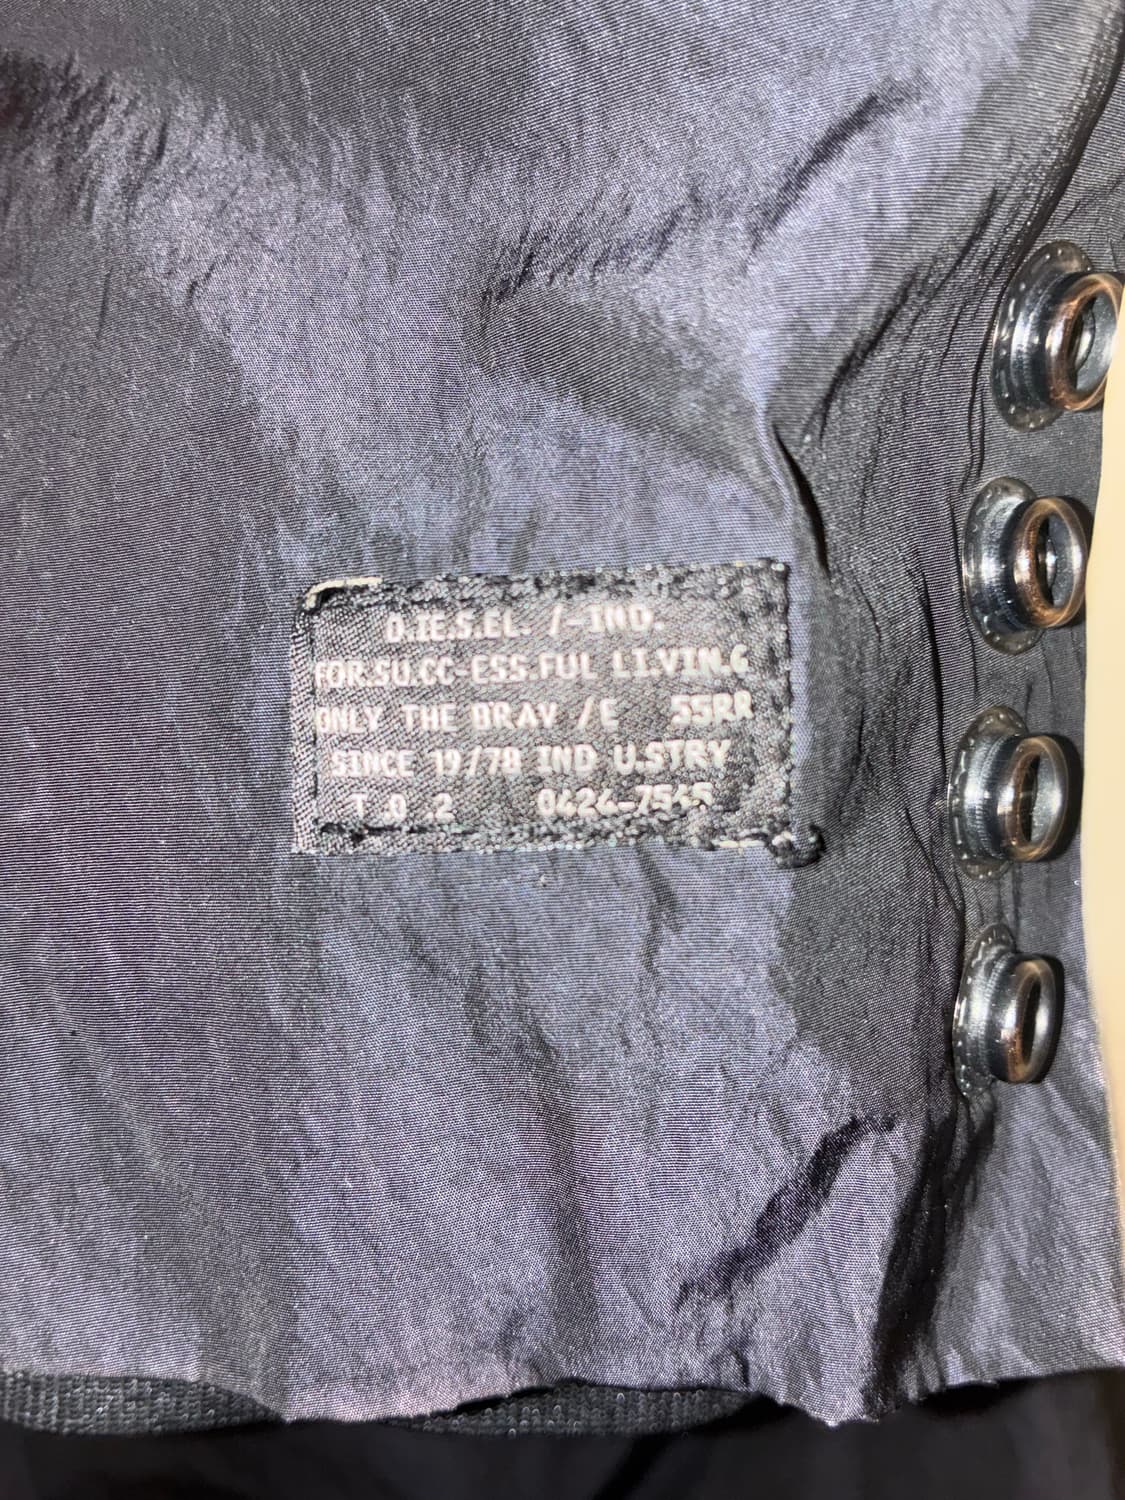 D.IE.S.EL. /-IND.
FOR.SU.CC-ESS.FUL LI.VIN.G
ONLY THE BRAV /E 55RR
SINCE 19/78 IND U.STRY
T.O .2 0424-7545